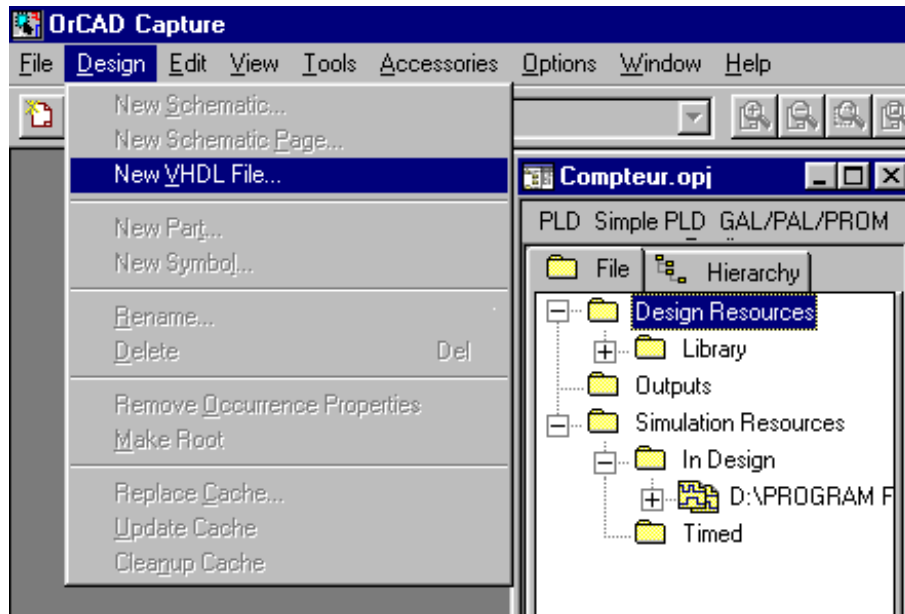 OrCAD Capture
File Design Edit View Tools Accessories Options Window Help
New Schematic...
New Schematic Page...
New VHDL File...
New Part...
New Symbol...
Rename...
Delete Del
Remove Occurrence Properties
Make Root
Replace Cache...
Update Cache
Cleanup Cache
Compteur.opj
PLD Simple PLD GAL/PAL/PROM
File Hierarchy
Design Resources
Library
Outputs
Simulation Resources
In Design
D:\PROGRAM F
Timed